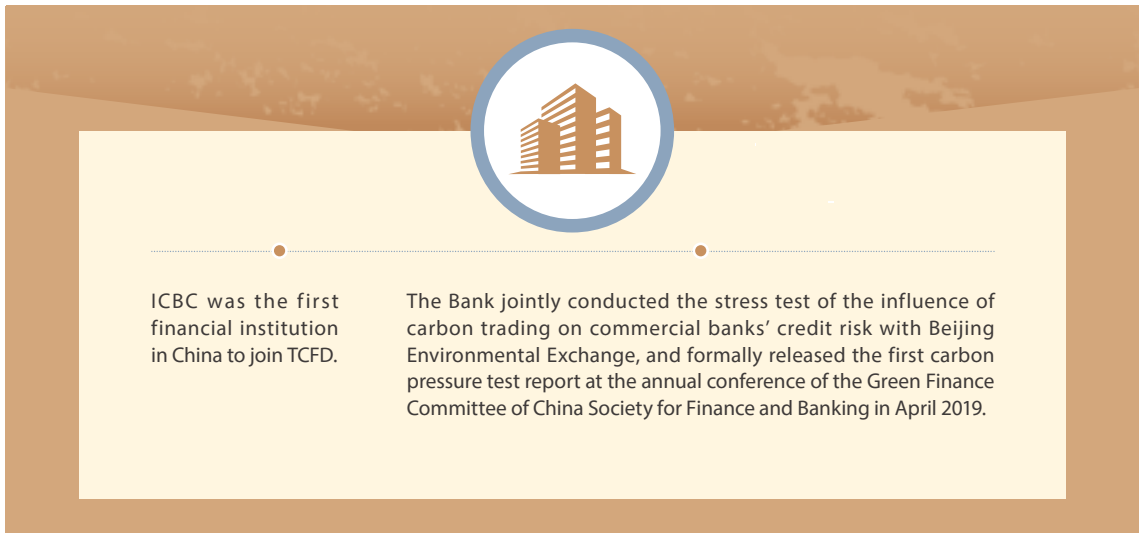 ICBC was the first
financial institution
in China to join TCFD.
The Bank jointly conducted the stress test of the influence of
carbon trading on commercial banks’ credit risk with Beijing
Environmental Exchange, and formally released the first carbon
pressure test report at the annual conference of the Green Finance
Committee of China Society for Finance and Banking in April 2019.